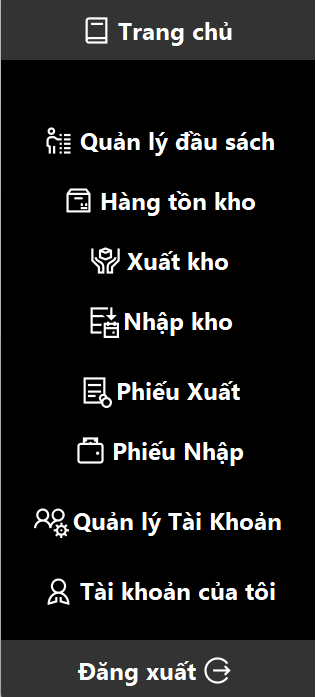 Trang chủ
Quản lý đầu sách
Hàng tồn kho
Xuất kho
Nhập kho
Phiếu Xuất
Phiếu Nhập
Quản lý Tài Khoản
Tài khoản của tôi
Đăng xuất